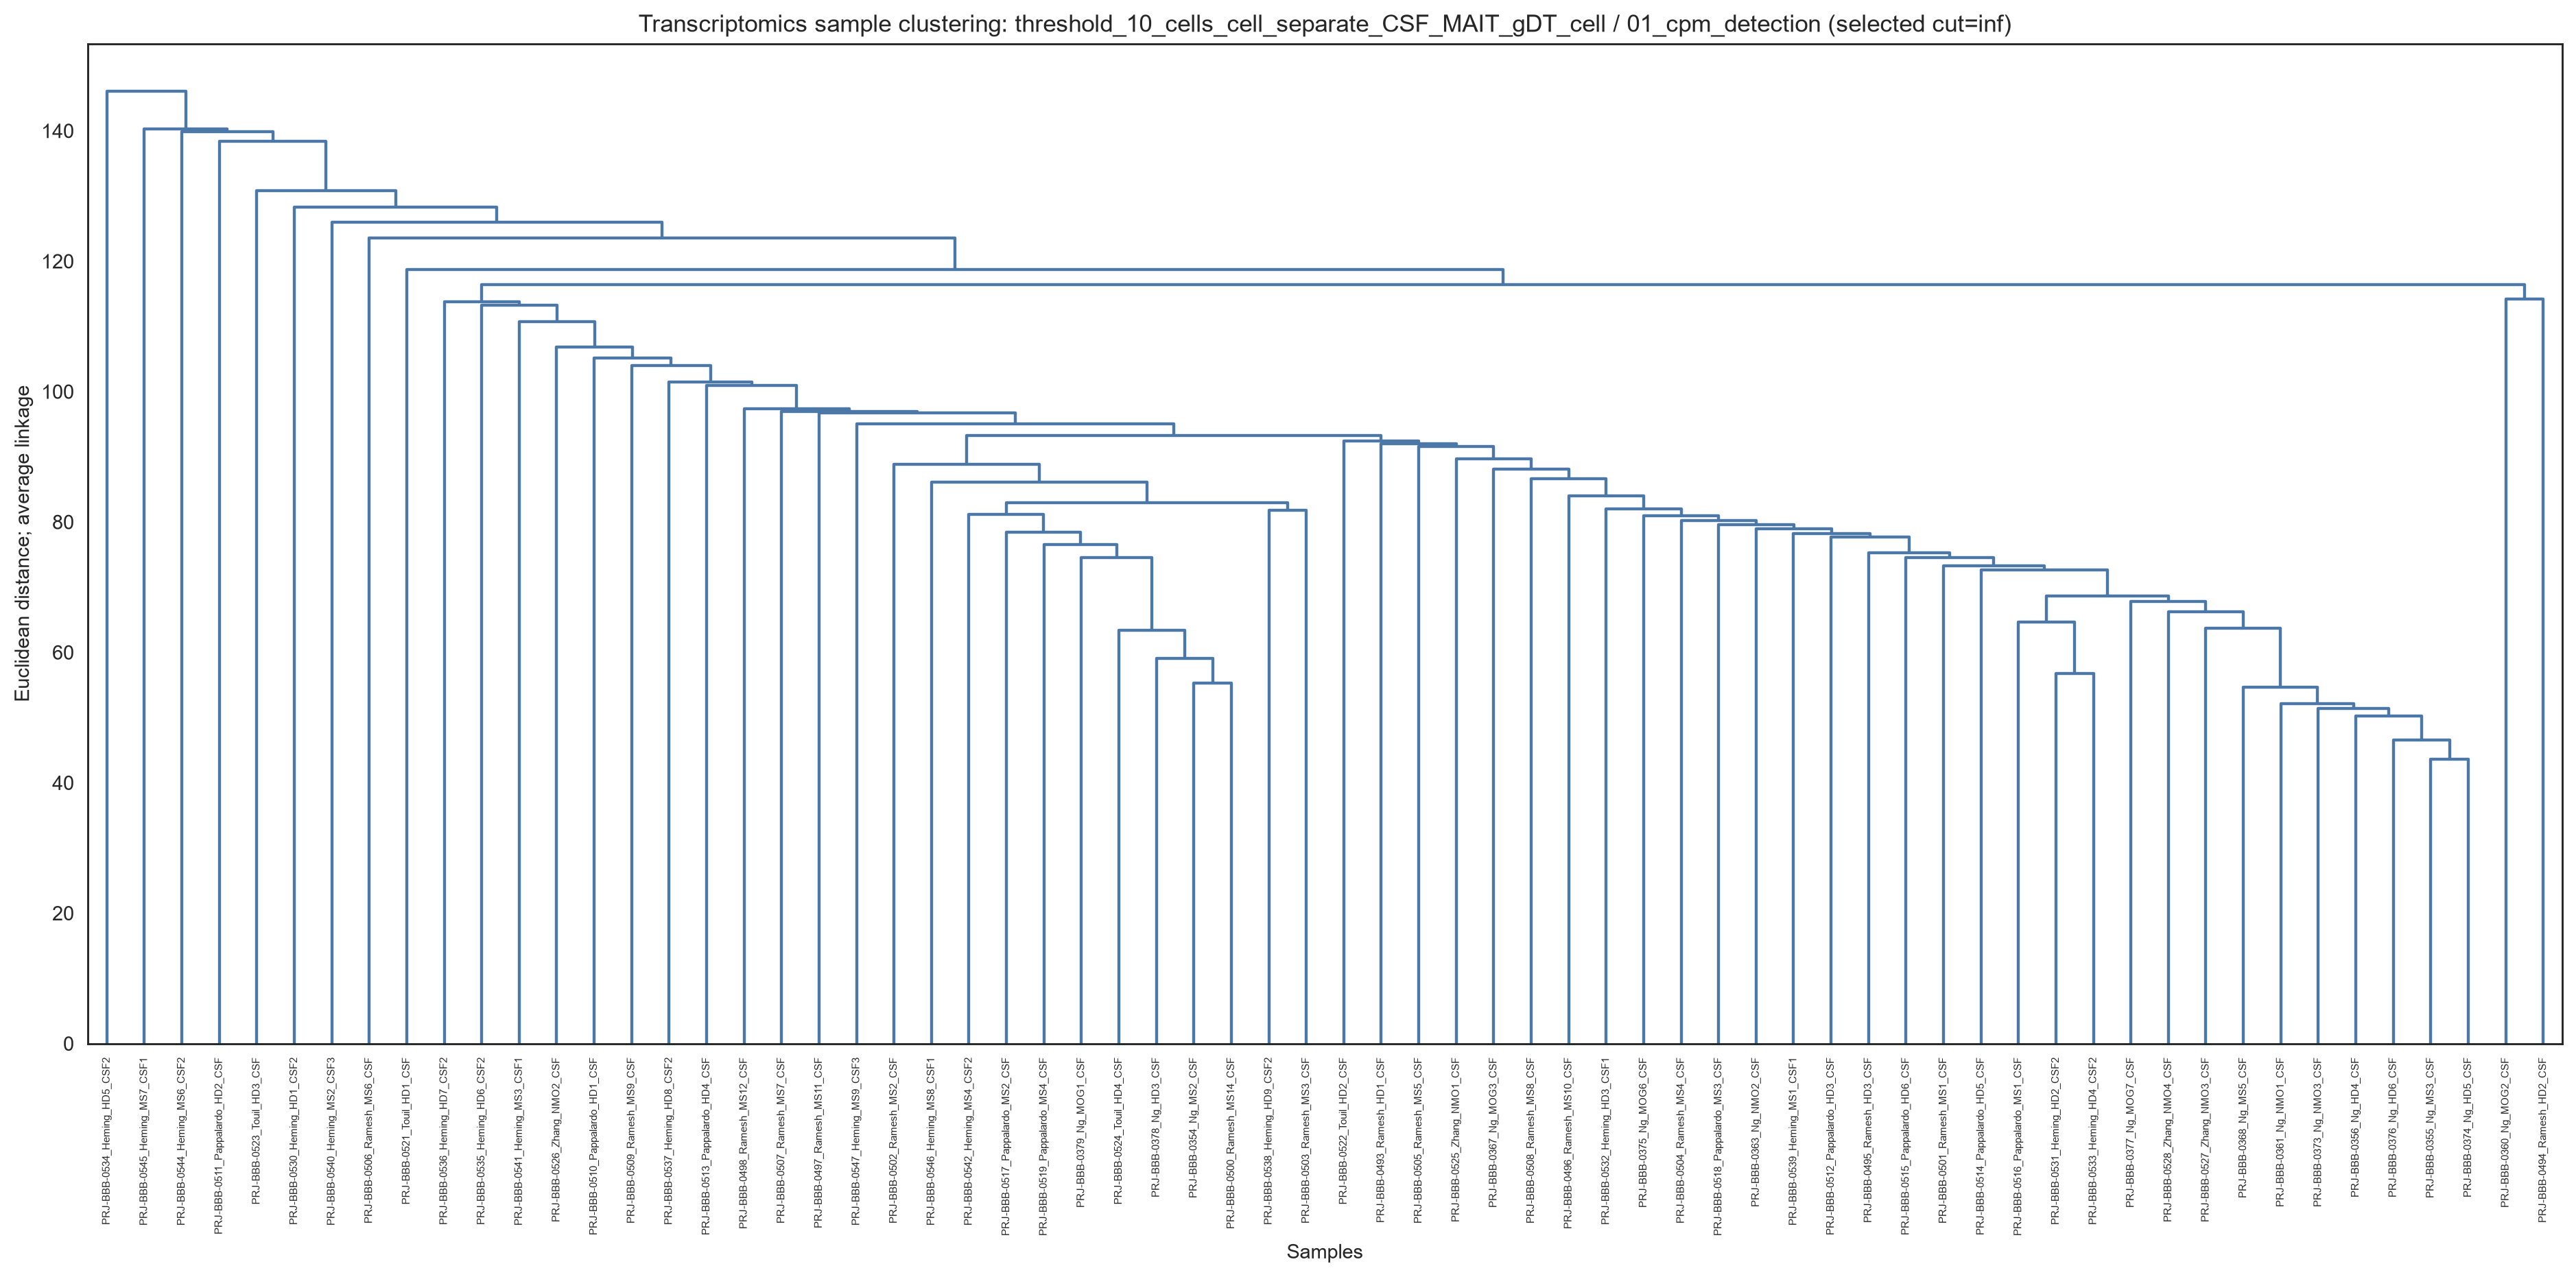 Transcriptomics sample clustering: threshold_10_cells_cell_separate_CSF_MAIT_gDT_cell / 01_cpm_detection (selected cut=inf)
Euclidean distance; average linkage
140
120
100
80
60
40
20
0
PRJ-BBB-0534_Heming_HD5_CSF2
PRJ-BBB-0545_Heming_MS7_CSF1
PRJ-BBB-0544_Heming_MS6_CSF2
PRJ-BBB-0511_Pappalardo_HD2_CSF
PRJ-BBB-0523_Touil_HD3_CSF
PRJ-BBB-0530_Heming_HD1_CSF2
PRJ-BBB-0540_Heming_MS2_CSF3
PRJ-BBB-0506_Ramesh_MS6_CSF
PRJ-BBB-0521_Touil_HD1_CSF
PRJ-BBB-0536_Heming_HD7_CSF2
PRJ-BBB-0535_Heming_HD6_CSF2
PRJ-BBB-0541_Heming_MS3_CSF1
PRJ-BBB-0526_Zhang_NMO2_CSF
PRJ-BBB-0510_Pappalardo_HD1_CSF
PRJ-BBB-0509_Ramesh_MS9_CSF
PRJ-BBB-0537_Heming_HD8_CSF2
PRJ-BBB-0513_Pappalardo_HD4_CSF
PRJ-BBB-0498_Ramesh_MS12_CSF
PRJ-BBB-0507_Ramesh_MS7_CSF
PRJ-BBB-0497_Ramesh_MS11_CSF
PRJ-BBB-0547_Heming_MS9_CSF3
PRJ-BBB-0502_Ramesh_MS2_CSF
PRJ-BBB-0546_Heming_MS8_CSF1
PRJ-BBB-0542_Heming_MS4_CSF2
PRJ-BBB-0517_Pappalardo_MS2_CSF
PRJ-BBB-0519_Pappalardo_MS4_CSF
PRJ-BBB-0379_Ng_MOG1_CSF
PRJ-BBB-0524_Touil_HD4_CSF
PRJ-BBB-0378_Ng_HD3_CSF
PRJ-BBB-0354_Ng_MS2_CSF
PRJ-BBB-0500_Ramesh_MS14_CSF
PRJ-BBB-0538_Heming_HD9_CSF2
PRJ-BBB-0503_Ramesh_MS3_CSF
PRJ-BBB-0522_Touil_HD2_CSF
PRJ-BBB-0493_Ramesh_HD1_CSF
PRJ-BBB-0505_Ramesh_MS5_CSF
PRJ-BBB-0525_Zhang_NMO1_CSF
PRJ-BBB-0367_Ng_MOG3_CSF
PRJ-BBB-0508_Ramesh_MS8_CSF
PRJ-BBB-0496_Ramesh_MS10_CSF
PRJ-BBB-0532_Heming_HD3_CSF1
PRJ-BBB-0375_Ng_MOG6_CSF
PRJ-BBB-0504_Ramesh_MS4_CSF
PRJ-BBB-0518_Pappalardo_MS3_CSF
PRJ-BBB-0363_Ng_NMO2_CSF
PRJ-BBB-0539_Heming_MS1_CSF1
PRJ-BBB-0512_Pappalardo_HD3_CSF
PRJ-BBB-0495_Ramesh_HD3_CSF
PRJ-BBB-0515_Pappalardo_HD6_CSF
PRJ-BBB-0501_Ramesh_MS1_CSF
PRJ-BBB-0514_Pappalardo_HD5_CSF
PRJ-BBB-0516_Pappalardo_MS1_CSF
PRJ-BBB-0531_Heming_HD2_CSF2
PRJ-BBB-0533_Heming_HD4_CSF2
PRJ-BBB-0377_Ng_MOG7_CSF
PRJ-BBB-0528_Zhang_NMO4_CSF
PRJ-BBB-0527_Zhang_NMO3_CSF
PRJ-BBB-0368_Ng_MS5_CSF
PRJ-BBB-0361_Ng_NMO1_CSF
PRJ-BBB-0373_Ng_NMO3_CSF
PRJ-BBB-0356_Ng_HD4_CSF
PRJ-BBB-0376_Ng_HD6_CSF
PRJ-BBB-0355_Ng_MS3_CSF
PRJ-BBB-0374_Ng_HD5_CSF
PRJ-BBB-0360_Ng_MOG2_CSF
PRJ-BBB-0494_Ramesh_HD2_CSF
Samples